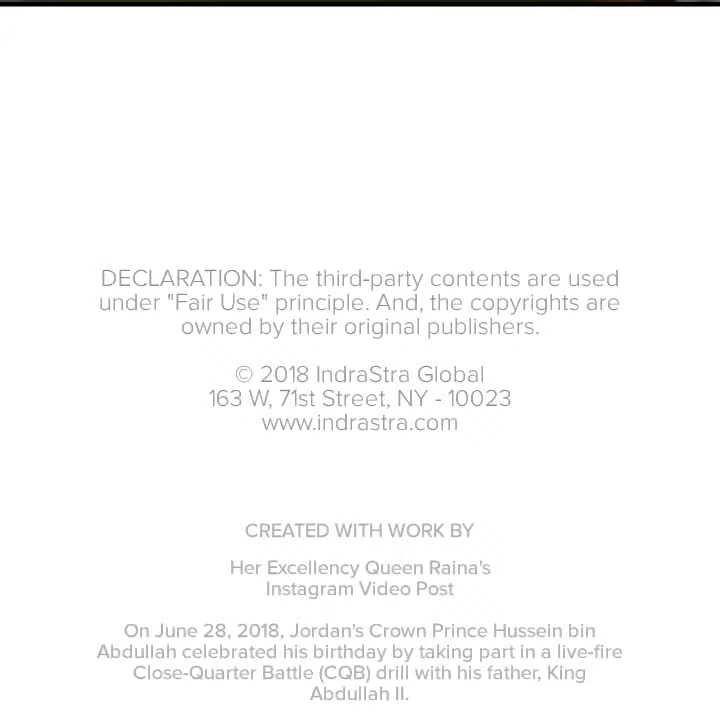 DECLARATION: The third-party contents are used
under "Fair Use" principle. And, the copyrights are
owned by their original publishers.
© 2018 IndraStra Global
163 W, 71st Street, NY - 10023
www.indrastra.com
CREATED WITH WORK BY
Her Excellency Queen Raina's
Instagram Video Post
On June 28, 2018, Jordan's Crown Prince Hussein bin
Abdullah celebrated his birthday by taking part in a live-fire
Close-Quarter Battle (CQB) drill with his father, King
Abdullah II.